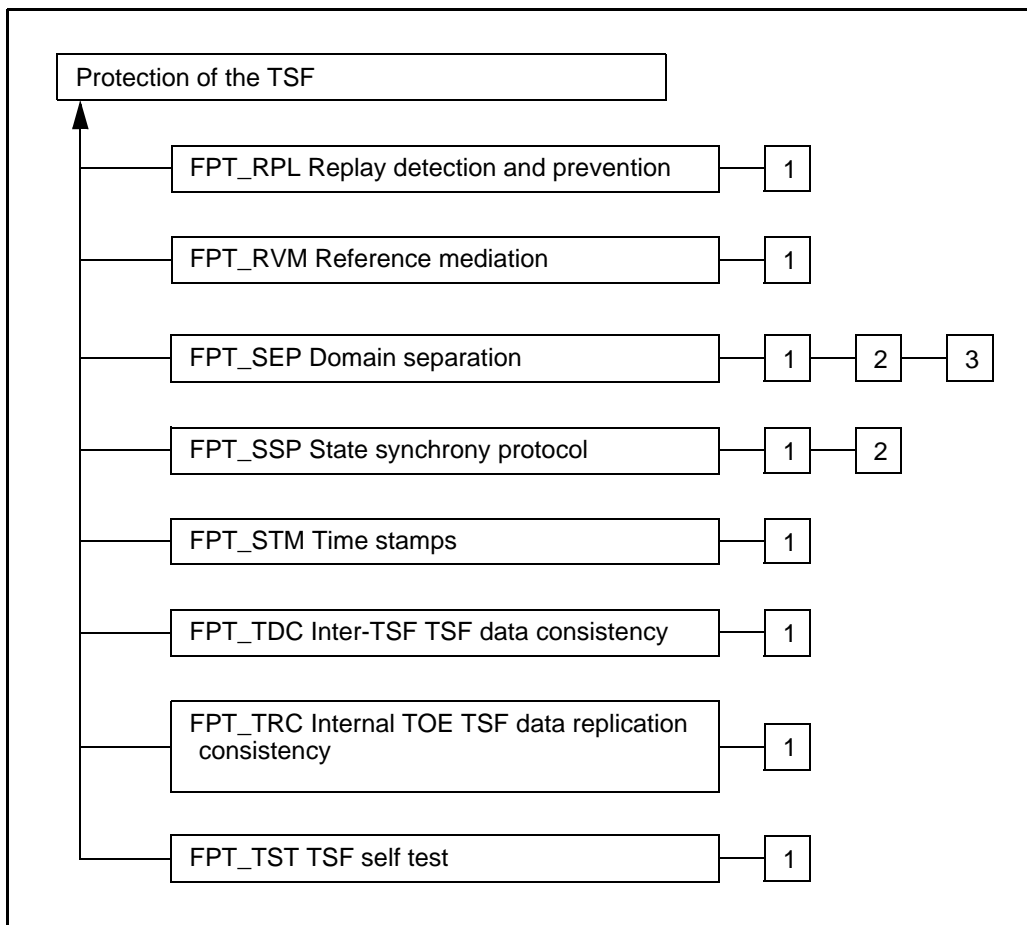 Protection of the TSF
FPT_RPL Replay detection and prevention 1
FPT_RVM Reference mediation 1
FPT_SEP Domain separation 1 2 3
FPT_SSP State synchrony protocol 1 2
FPT_STM Time stamps 1
FPT_TDC Inter-TSF TSF data consistency 1
FPT_TRC Internal TOE TSF data replication
consistency 1
FPT_TST TSF self test 1